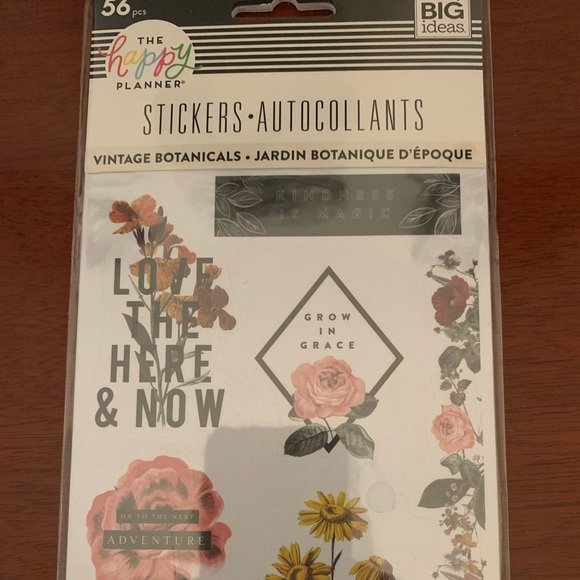 56 pcs
THE
happy
PLANNER®
BIG
ideas.
STICKERS•AUTOCOLLANTS
VINTAGE BOTANICALS • JARDIN BOTANIQUE D'ÉPOQUE
KINDNESS
IS MAGIC
LOVE
THE
HERE
& NOW
GROW
IN
GRACE
ON TO THE NEXT
ADVENTURE